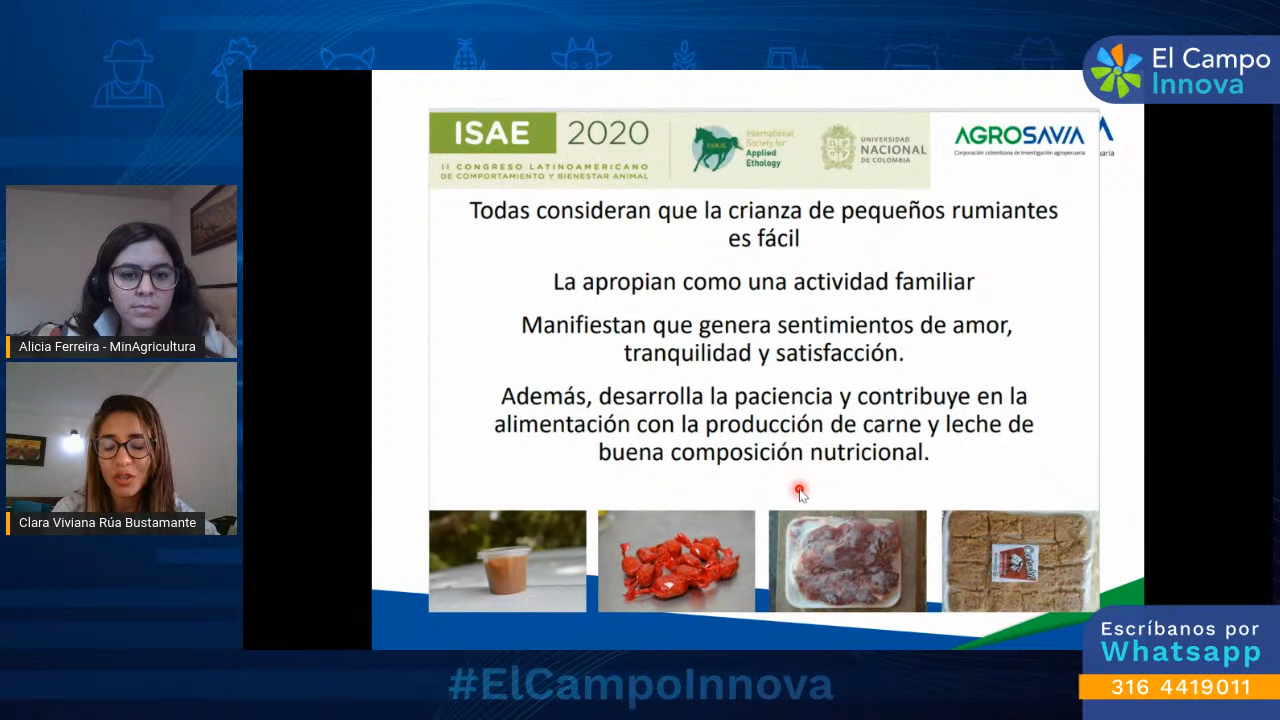 El Campo
Innova
ISAE 2020
II CONGRESO LATINOAMERICANO
DE COMPORTAMIENTO Y BIENESTAR ANIMAL
International
Society for
Applied
Ethology
UNIVERSIDAD
NACIONAL
DE COLOMBIA
AGROSAVIA
Corporación colombiana de investigación agropecuaria
uaria
Todas consideran que la crianza de pequeños rumiantes
es fácil
La apropian como una actividad familiar
Manifiestan que genera sentimientos de amor,
tranquilidad y satisfacción.
Además, desarrolla la paciencia y contribuye en la
alimentación con la producción de carne y leche de
buena composición nutricional.
Alicia Ferreira - MinAgricultura
Clara Viviana Rúa Bustamante
Escríbanos por
Whatsapp
316 4419011
#ElCampoInnova